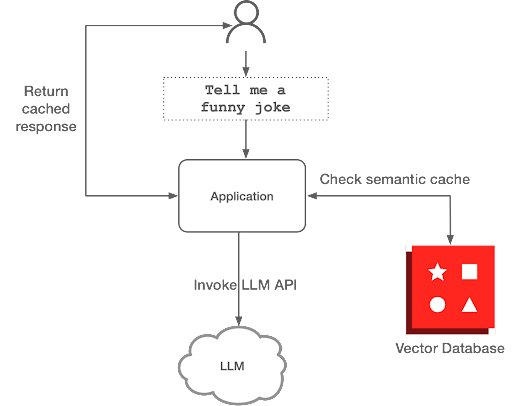 Tell me a
funny joke
Return
cached
response
Application
Check semantic cache
Invoke LLM API
Vector Database
LLM